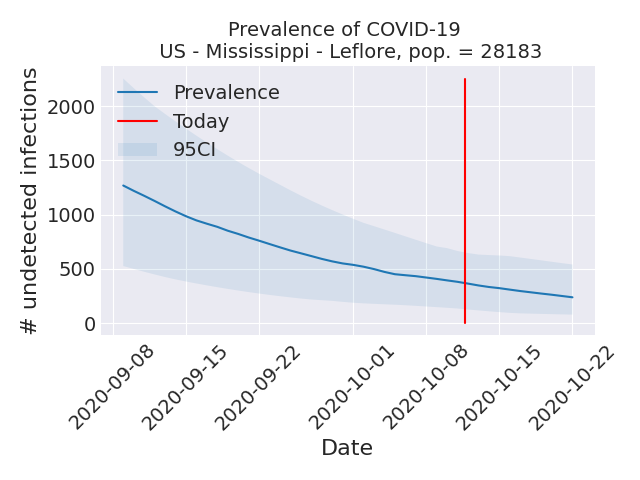 Prevalence of COVID-19
US - Mississippi - Leflore, pop. = 28183
# undetected infections
2000
1500
1000
500
0
Prevalence
Today
95CI
2020-09-08
2020-09-15
2020-09-22
2020-10-01
2020-10-08
2020-10-15
2020-10-22
Date